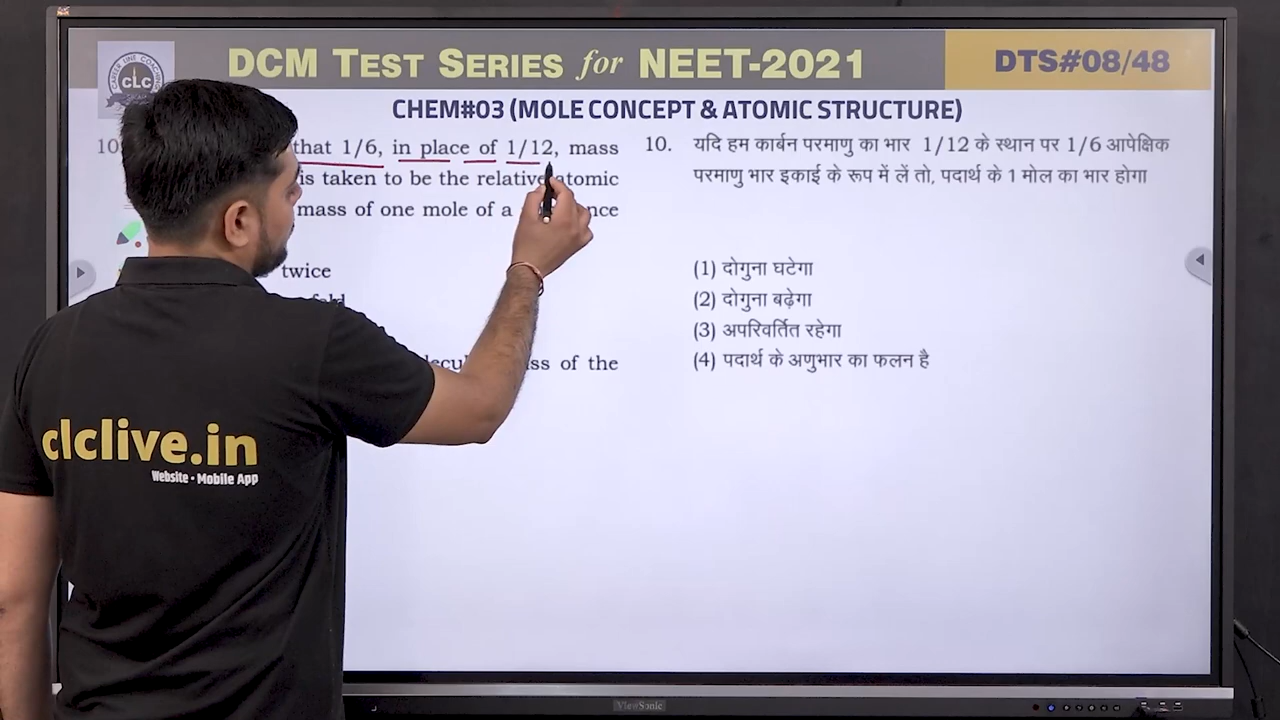 DCM TEST SERIES for NEET-2021
DTS#08/48
CLC
CHEM#03 (MOLE CONCEPT & ATOMIC STRUCTURE)
10
that 1/6, in place of 1/12, mass
is taken to be the relative atomic
mass of one mole of a
twice
ss of the
10. यदि हम कार्बन परमाणु का भार 1/12 के स्थान पर 1/6 आपेक्षिक
परमाणु भार इकाई के रूप में लें तो, पदार्थ के 1 मोल का भार होगा
(1) दोगुना घटेगा
(2) दोगुना बढ़ेगा
(3) अपरिवर्तित रहेगा
(4) पदार्थ के अणुभार का फलन है
clclive.in
Website • Mobile App
ViewSonic